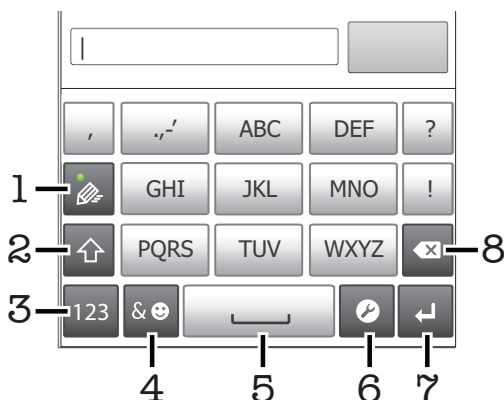 , .,-′ ABC DEF ?
1 GHI JKL MNO !
2 PQRS TUV WXYZ 8
3 123 &
4 5 6 7